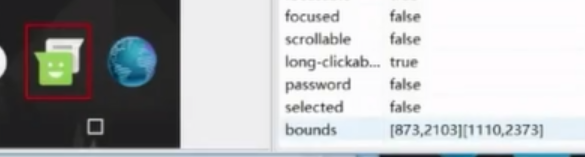 focused false
scrollable false
long-clickab... true
password false
selected false
bounds [873,2103][1110,2373]